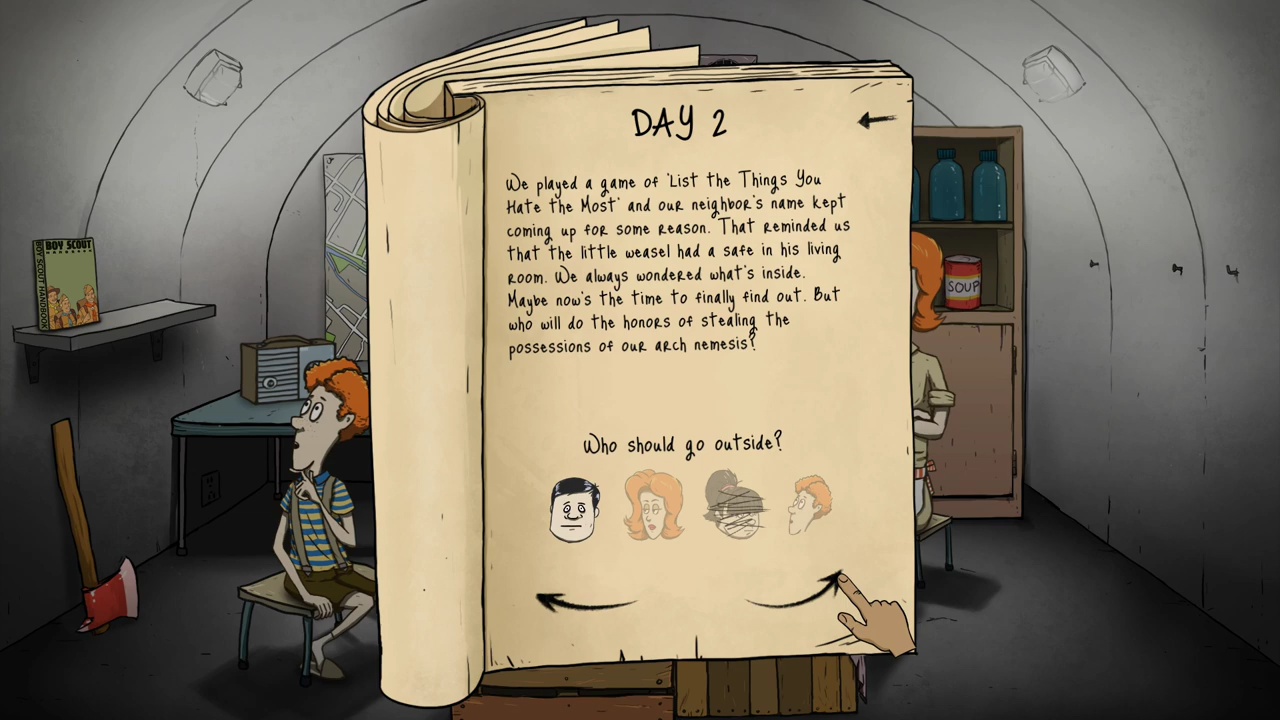 DAY 2
We played a game of 'List the Things You
Hate the Most' and our neighbor's name kept
coming up for some reason. That reminded us
that the little weasel had a safe in his living
room. We always wondered what's inside.
Maybe now's the time to finally find out. But
who will do the honors of stealing the
possessions of our arch nemesis?
Who should go outside?
BOY SCOUT
BOY SCOUT HANDBOOK
SOUP